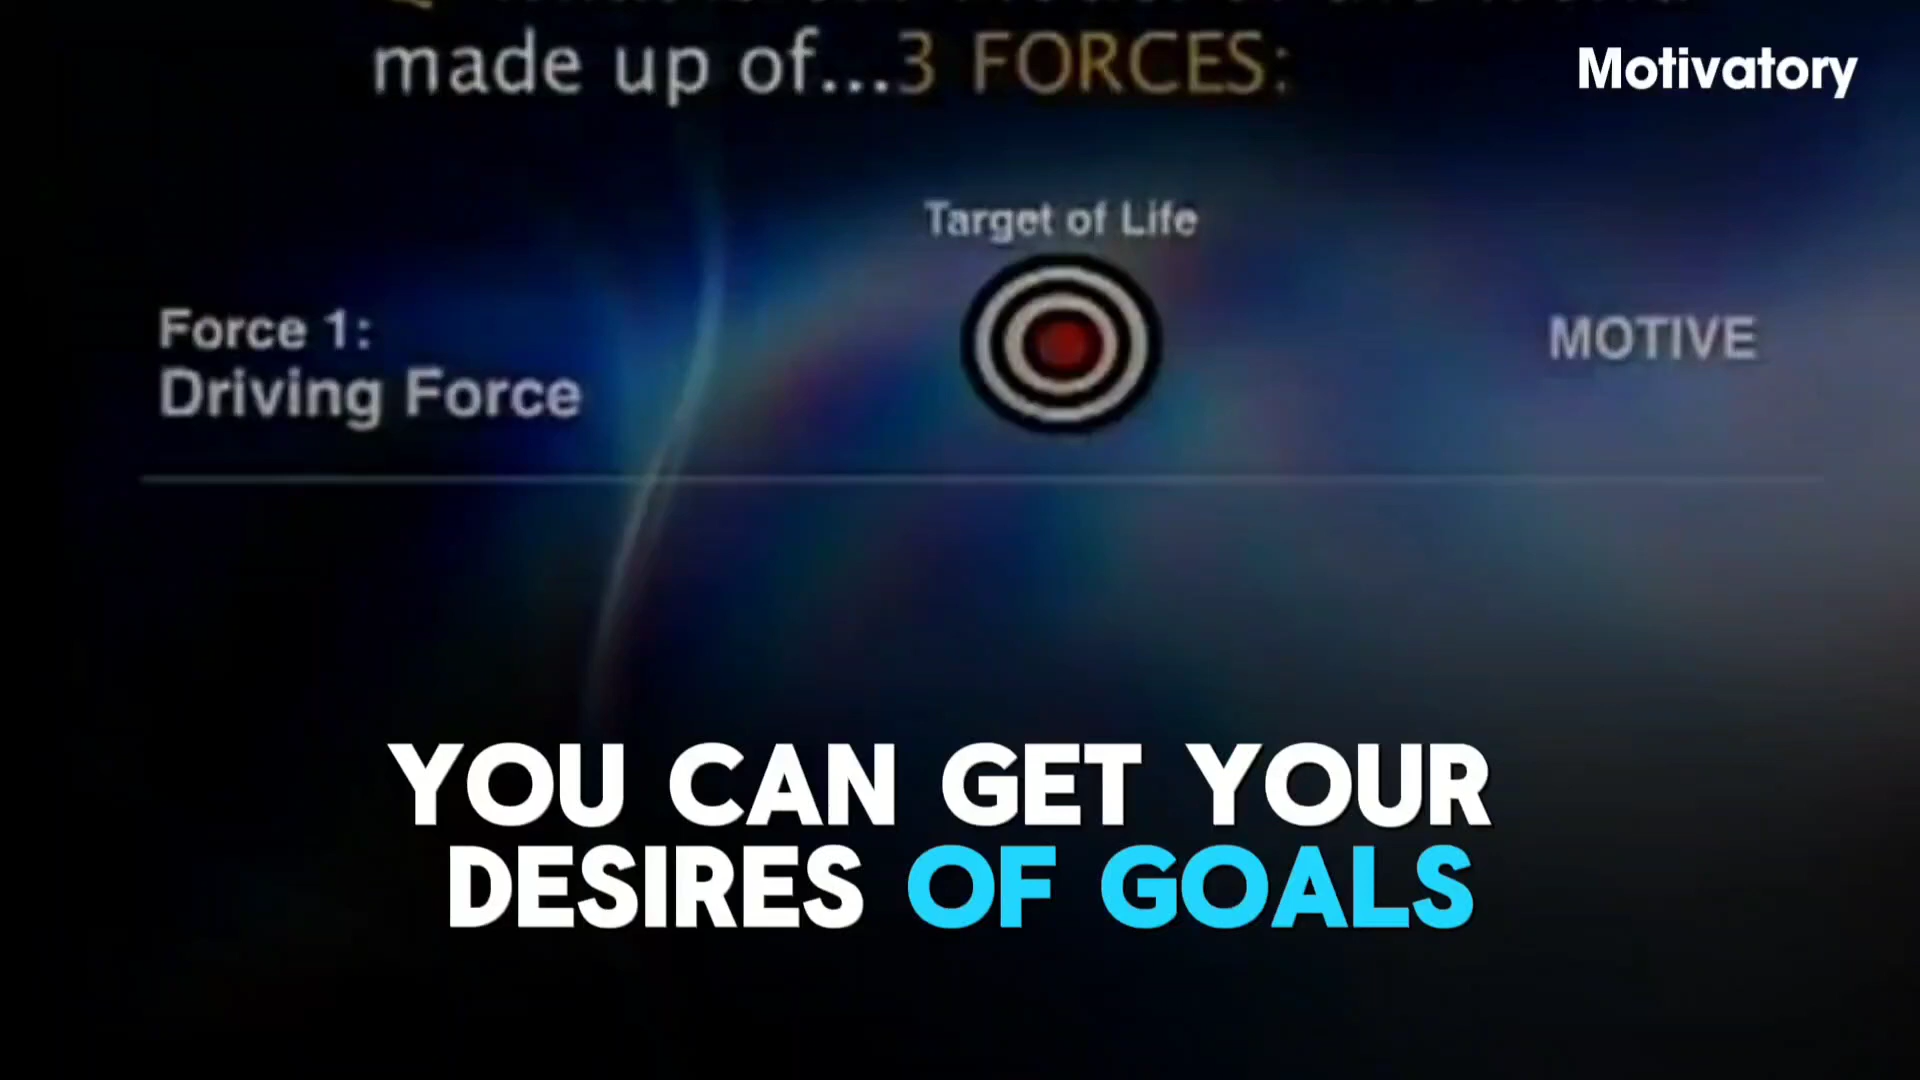 made up of...3 FORCES:
Motivatory
Target of Life
Force 1:
Driving Force
MOTIVE
YOU CAN GET YOUR
DESIRES OF GOALS